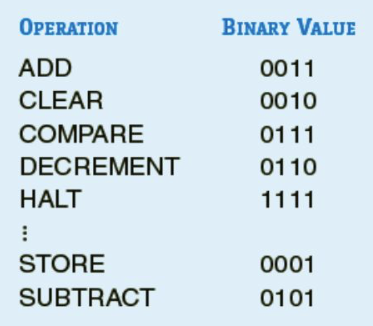 OPERATION BINARY VALUE
ADD 0011
CLEAR 0010
COMPARE 0111
DECREMENT 0110
HALT 1111
⋮
STORE 0001
SUBTRACT 0101